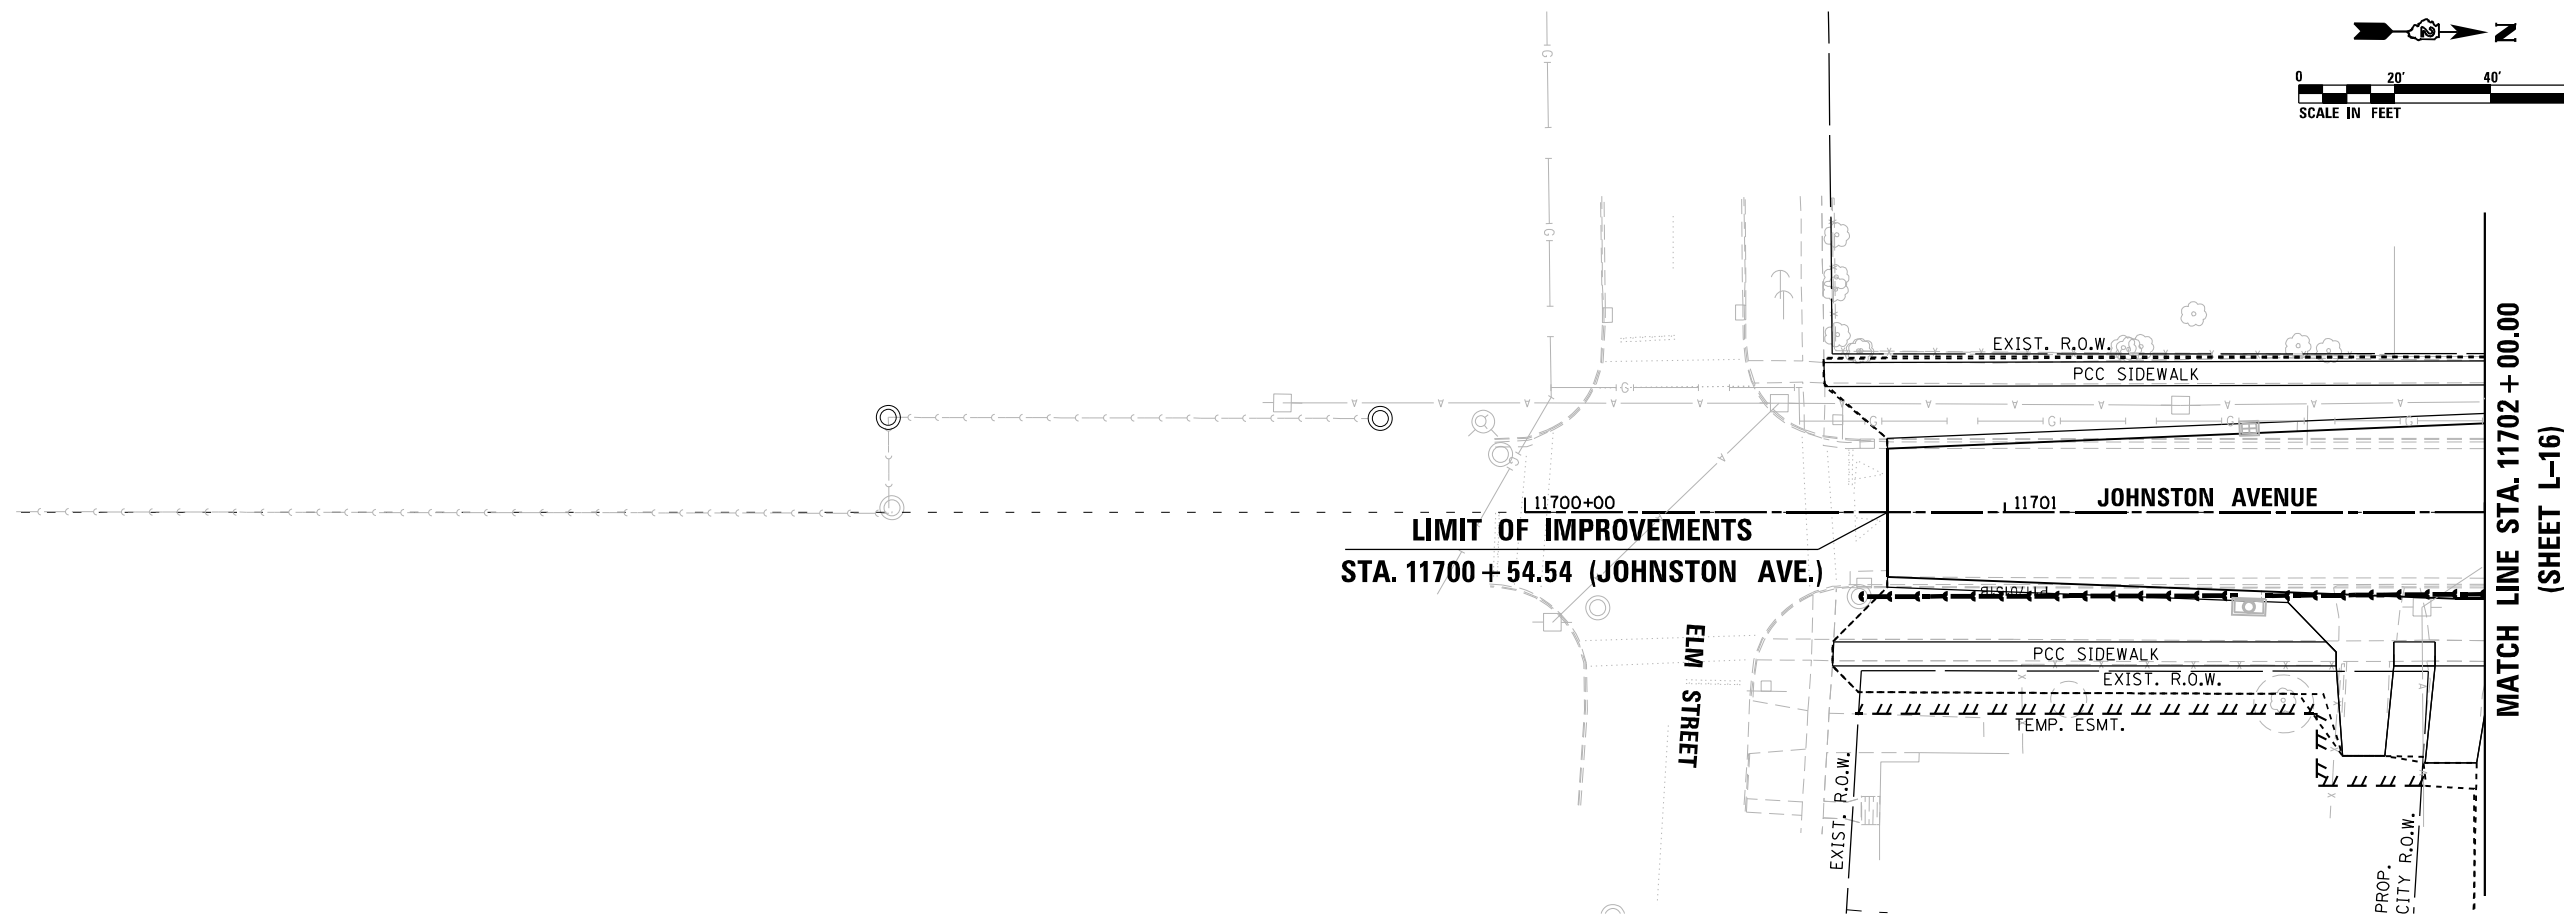 N
0 20' 40'
SCALE IN FEET
EXIST. R.O.W.
PCC SIDEWALK
11700+00
11701
JOHNSTON AVENUE
LIMIT OF IMPROVEMENTS
STA. 11700+54.54 (JOHNSTON AVE.)
ELM STREET
PCC SIDEWALK
EXIST. R.O.W.
TEMP. ESMT.
EXIST. R.O.W.
PROP.
CITY R.O.W.
MATCH LINE STA. 11702+00.00
(SHEET L-16)
G
G
G
G
G
G
G
G